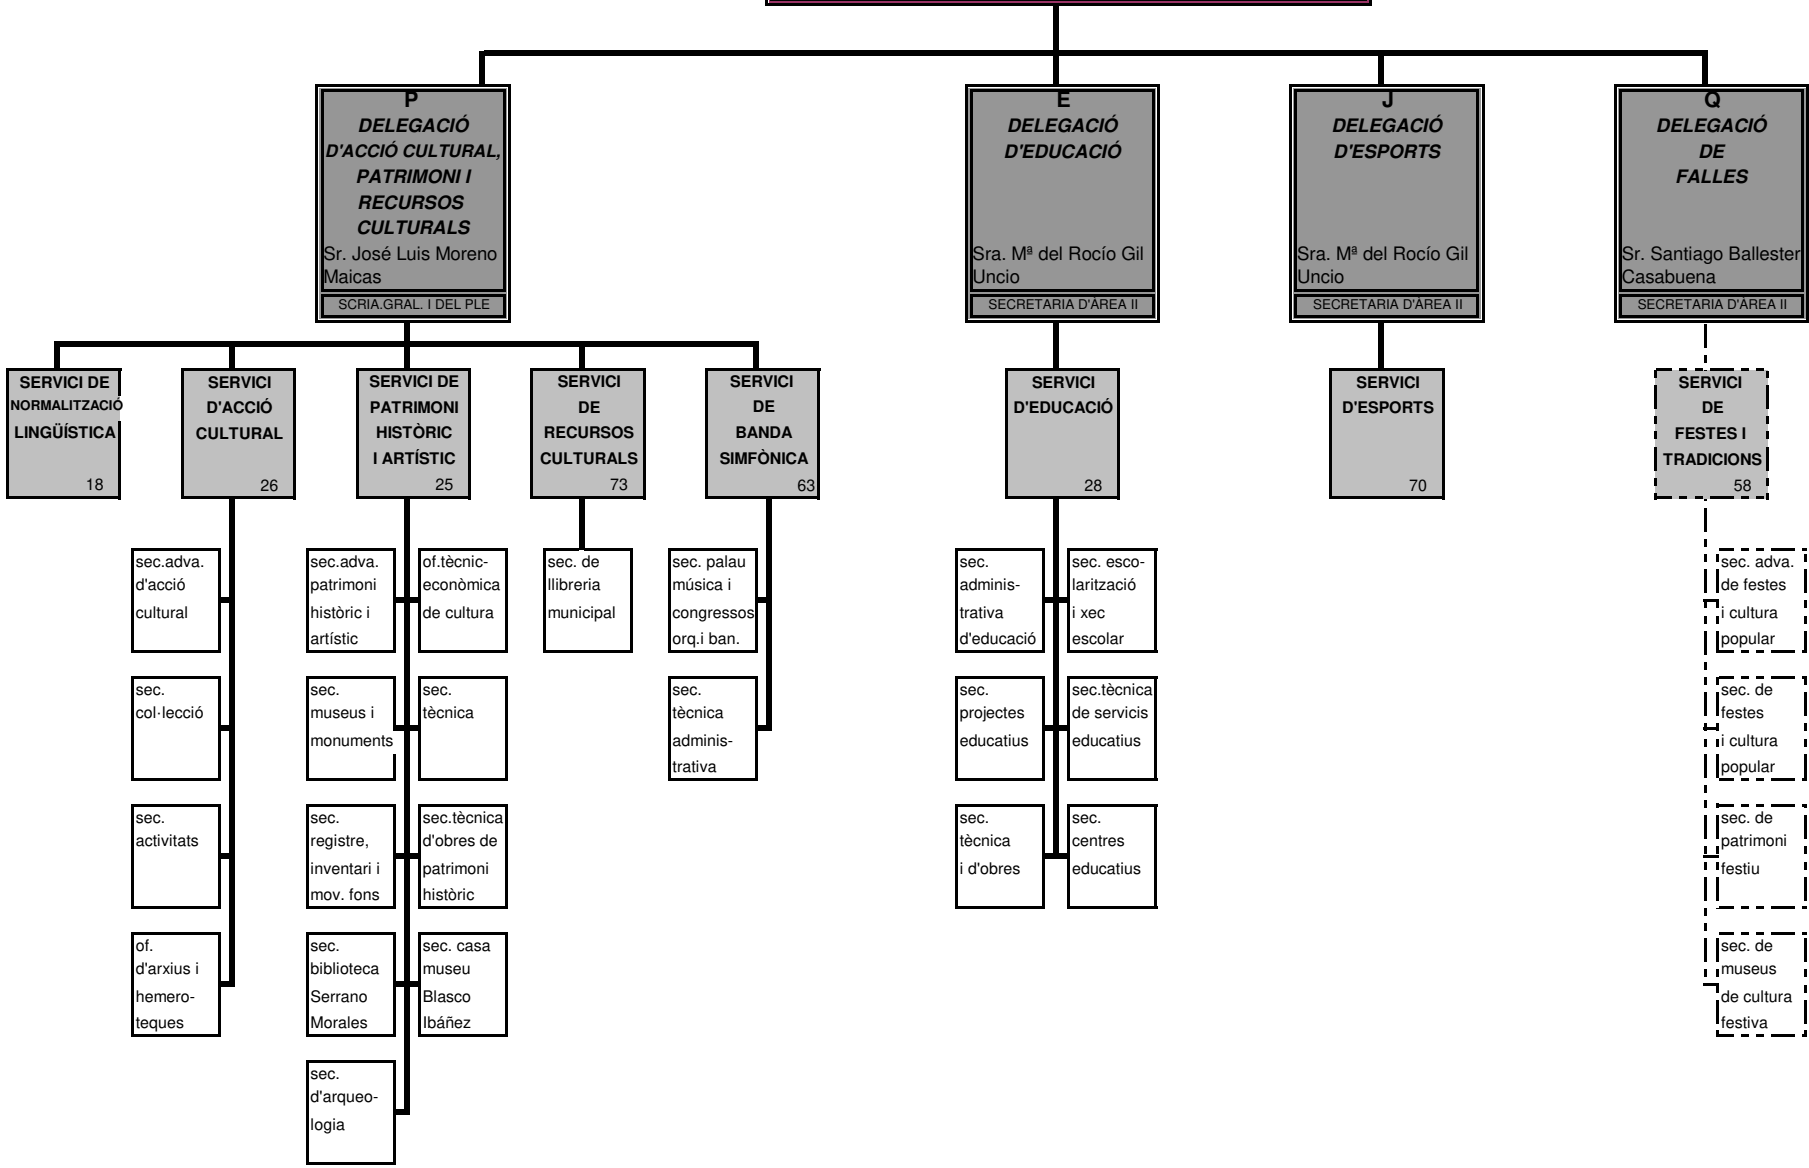 P
DELEGACIÓ
D'ACCIÓ CULTURAL,
PATRIMONI I
RECURSOS
CULTURALS
Sr. José Luis Moreno
Maicas
SCRIA.GRAL. I DEL PLE
E
DELEGACIÓ
D'EDUCACIÓ
Sra. Mª del Rocío Gil
Uncio
SECRETARIA D'ÀREA II
J
DELEGACIÓ
D'ESPORTS
Sra. Mª del Rocío Gil
Uncio
SECRETARIA D'ÀREA II
Q
DELEGACIÓ
DE
FALLES
Sr. Santiago Ballester
Casabuena
SECRETARIA D'ÀREA II
SERVICI DE
NORMALITZACIÓ
LINGÜÍSTICA
18
SERVICI
D'ACCIÓ
CULTURAL
26
SERVICI DE
PATRIMONI
HISTÒRIC
I ARTÍSTIC
25
SERVICI
DE
RECURSOS
CULTURALS
73
SERVICI
DE
BANDA
SIMFÒNICA
63
SERVICI
D'EDUCACIÓ
28
SERVICI
D'ESPORTS
70
SERVICI
DE
FESTES I
TRADICIONS
58
sec.adva.
d'acció
cultural
sec.adva.
patrimoni
històric i
artístic
of.tècnic-
econòmica
de cultura
sec. de
llibreria
municipal
sec. palau
música i
congressos
orq.i ban.
sec.
adminis-
trativa
d'educació
sec. esco-
larització
i xec
escolar
sec. adva.
de festes
i cultura
popular
sec.
col·lecció
sec.
museus i
monuments
sec.
tècnica
sec.
tècnica
adminis-
trativa
sec.
projectes
educatius
sec.tècnica
de servicis
educatius
sec. de
festes
i cultura
popular
sec.
activitats
sec.
registre,
inventari i
mov. fons
sec.tècnica
d'obres de
patrimoni
històric
sec.
tècnica
i d'obres
sec.
centres
educatius
sec. de
patrimoni
festiu
of.
d'arxius i
hemero-
teques
sec.
biblioteca
Serrano
Morales
sec. casa
museu
Blasco
Ibáñez
sec. de
museus
de cultura
festiva
sec.
d'arqueo-
logia